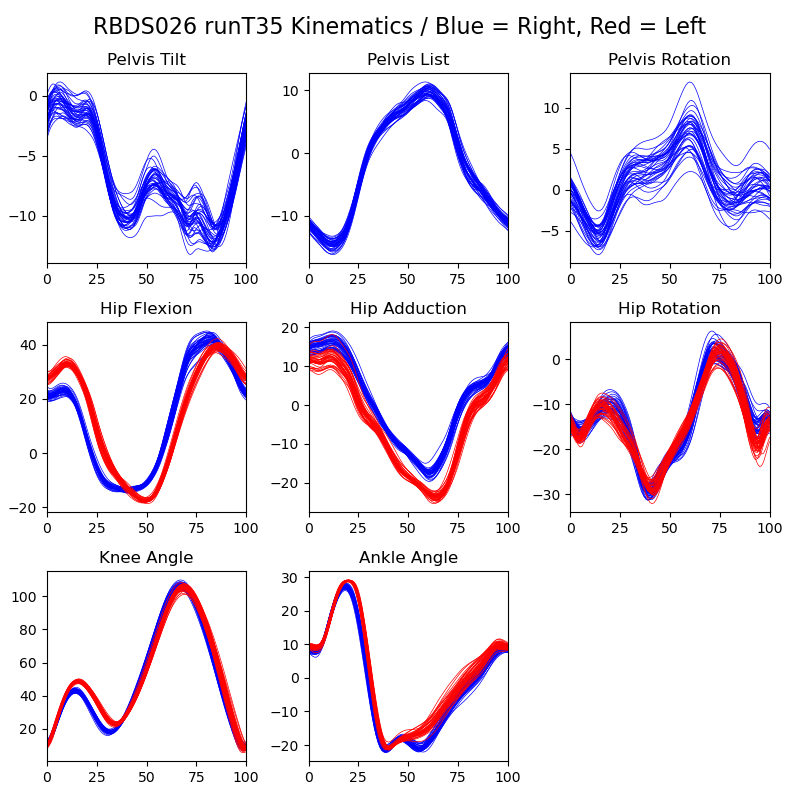 RBDS026 runT35 Kinematics / Blue = Right, Red = Left
Pelvis Tilt
0
−5
−10
0 25 50 75 100
Pelvis List
10
0
−10
0 25 50 75 100
Pelvis Rotation
10
5
0
−5
0 25 50 75 100
Hip Flexion
40
20
0
−20
0 25 50 75 100
Hip Adduction
20
10
0
−10
−20
0 25 50 75 100
Hip Rotation
0
−10
−20
−30
0 25 50 75 100
Knee Angle
100
80
60
40
20
0 25 50 75 100
Ankle Angle
30
20
10
0
−10
−20
0 25 50 75 100